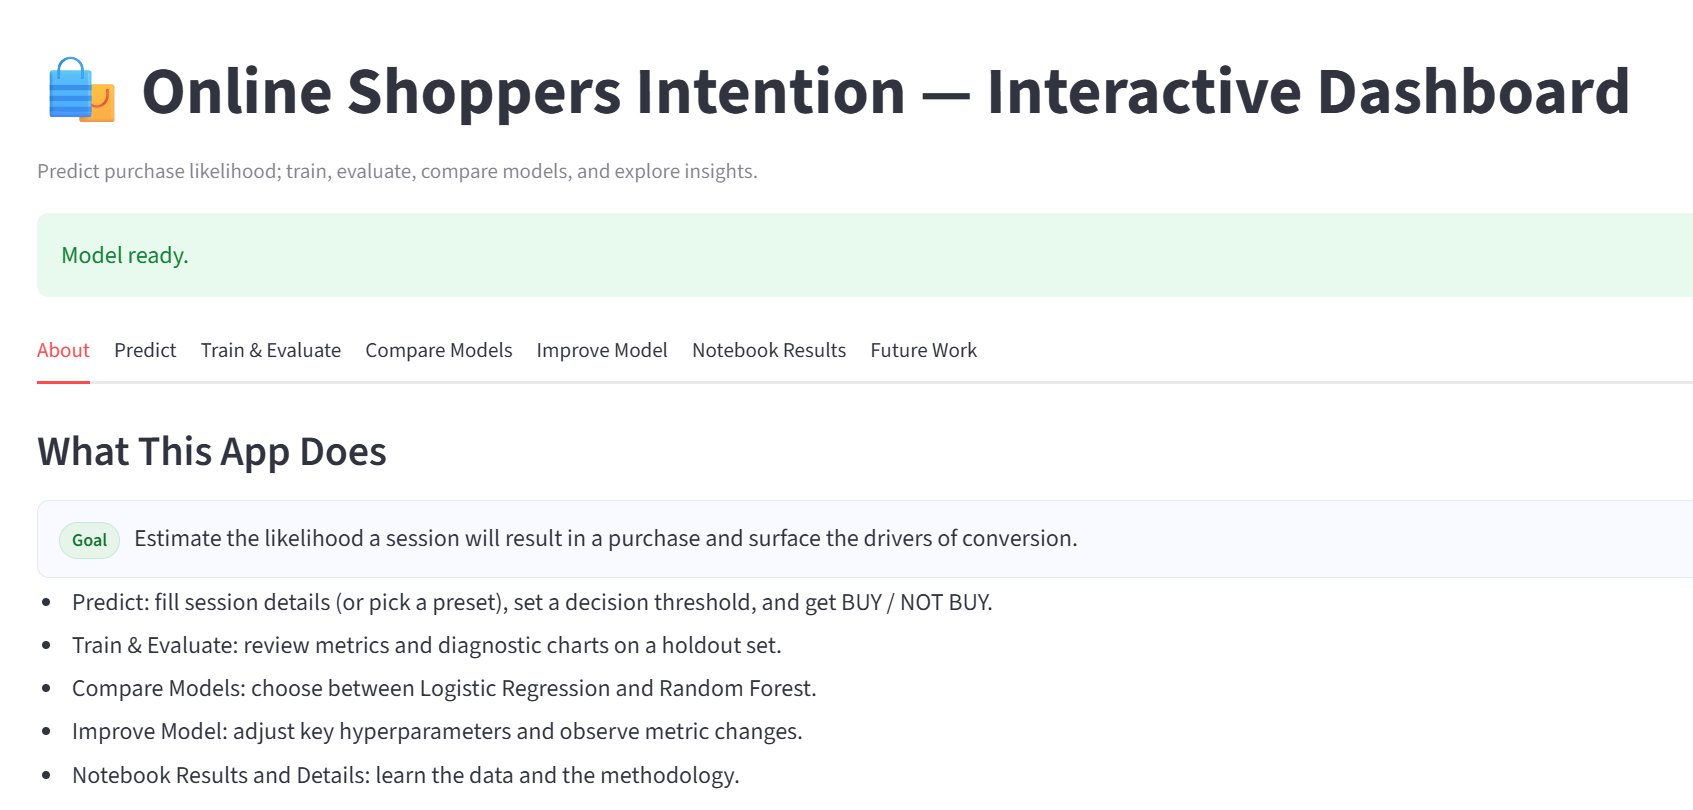 Online Shoppers Intention — Interactive Dashboard
Predict purchase likelihood; train, evaluate, compare models, and explore insights.
Model ready.
About Predict Train & Evaluate Compare Models Improve Model Notebook Results Future Work
What This App Does
Goal Estimate the likelihood a session will result in a purchase and surface the drivers of conversion.
• Predict: fill session details (or pick a preset), set a decision threshold, and get BUY / NOT BUY.
• Train & Evaluate: review metrics and diagnostic charts on a holdout set.
• Compare Models: choose between Logistic Regression and Random Forest.
• Improve Model: adjust key hyperparameters and observe metric changes.
• Notebook Results and Details: learn the data and the methodology.